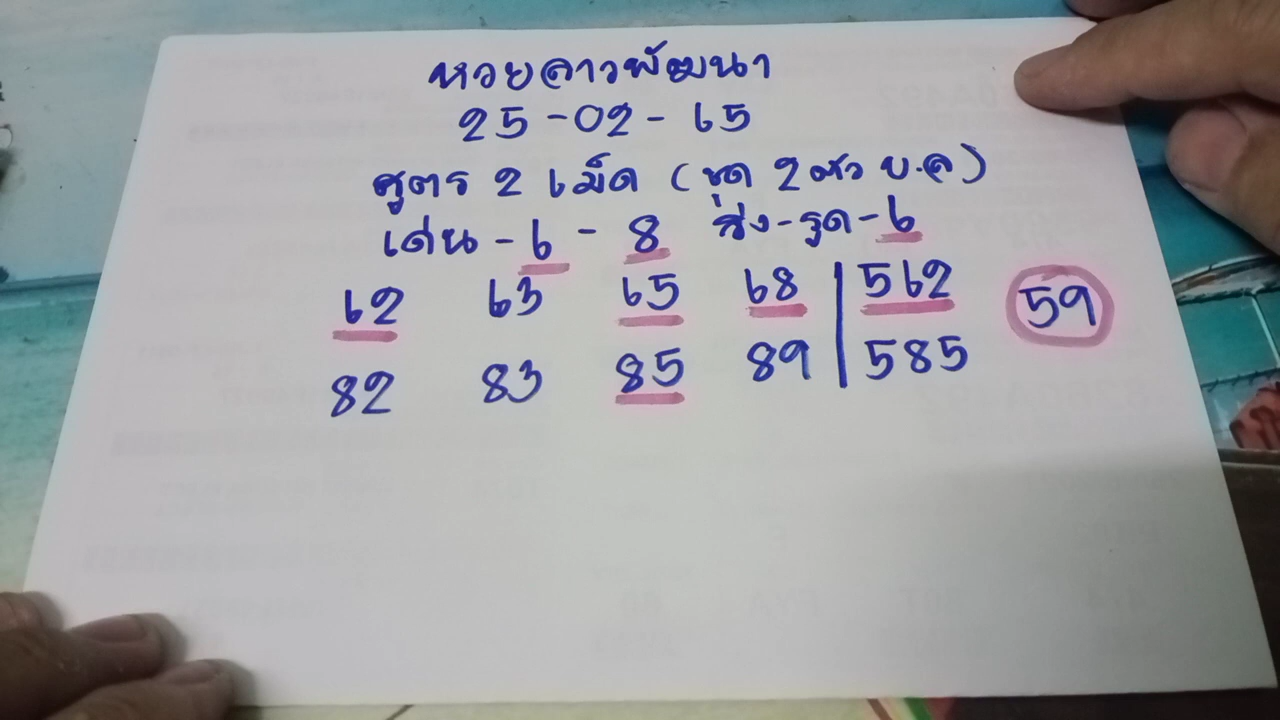 หวยลาวพัฒนา
25-02-65
สูตร 2 เม็ด (ชุด 2 ตัว บ.ล)
เด่น - 6 - 8 วิ่ง-รูด-6
62 63 65 68 | 562 59
82 83 85 89 | 585